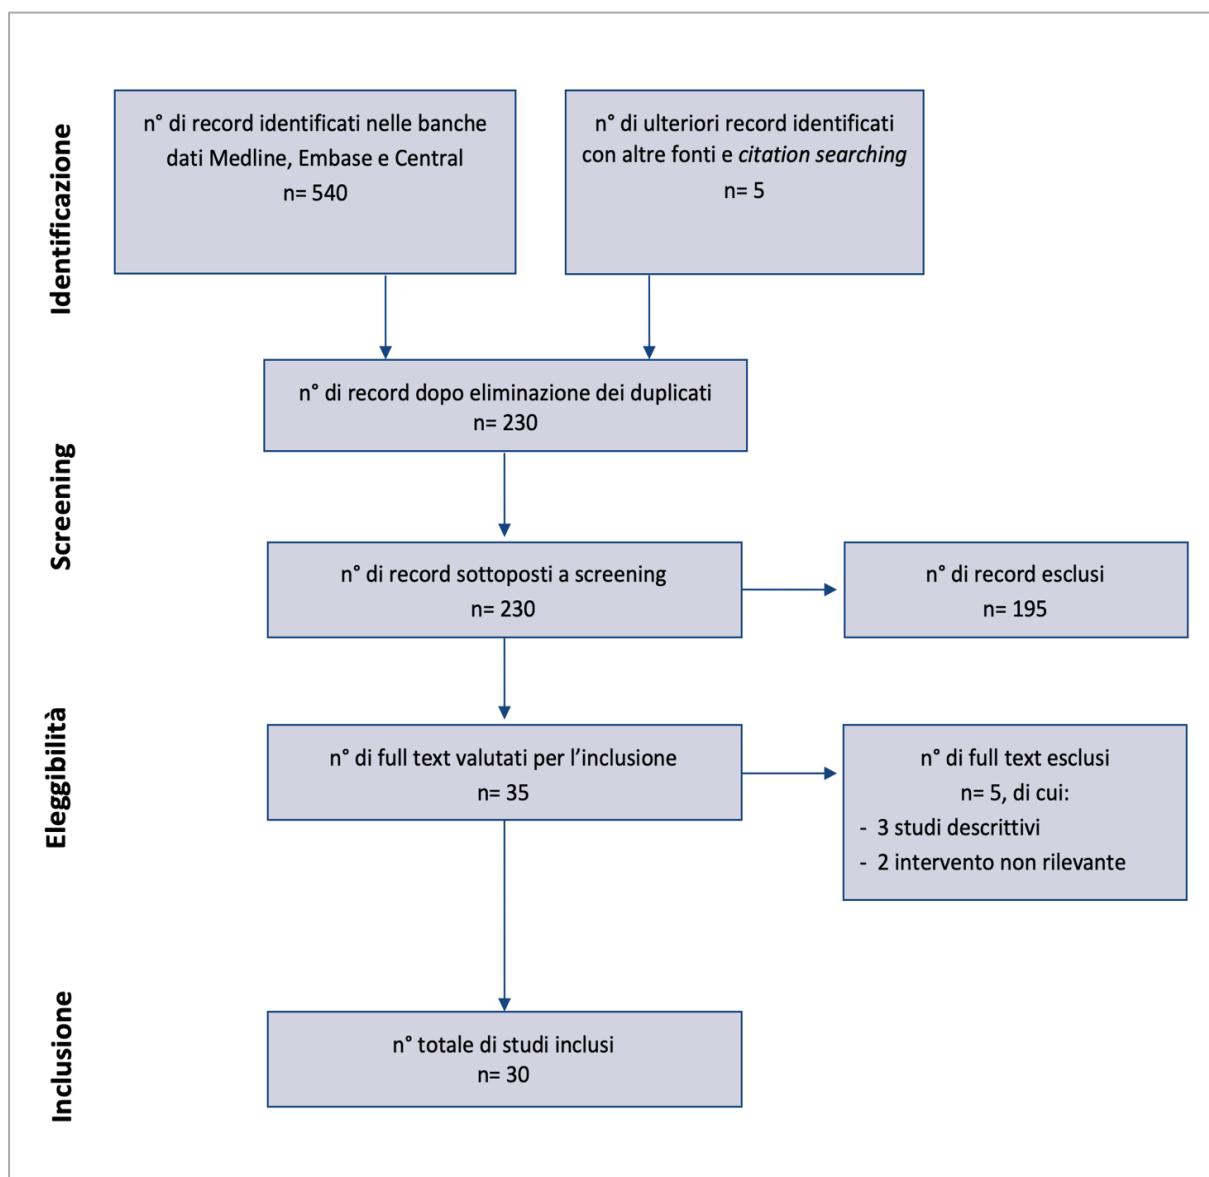 Identificazione
n° di record identificati nelle banche
dati Medline, Embase e Central
n= 540
n° di ulteriori record identificati
con altre fonti e citation searching
n= 5
Screening
n° di record dopo eliminazione dei duplicati
n= 230
n° di record sottoposti a screening
n= 230
n° di record esclusi
n= 195
Eleggibilità
n° di full text valutati per l’inclusione
n= 35
n° di full text esclusi
n= 5, di cui:
- 3 studi descrittivi
- 2 intervento non rilevante
Inclusione
n° totale di studi inclusi
n= 30